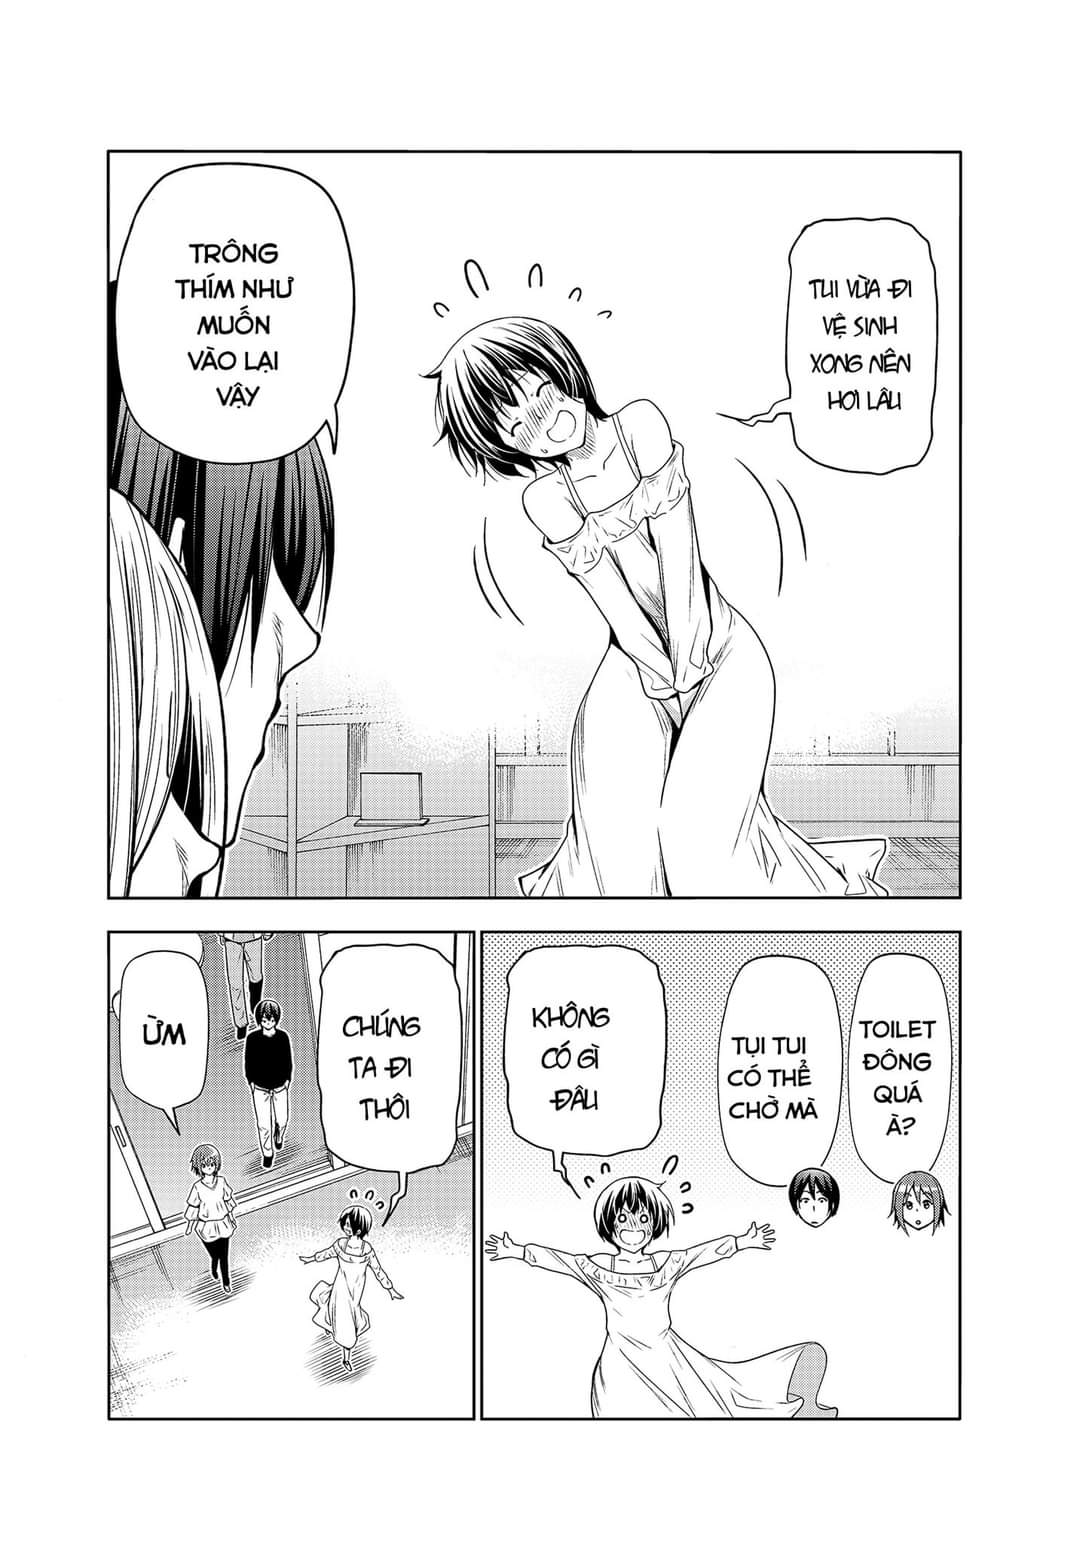 TUI VỪA ĐI
VỆ SINH
XONG NÊN
HƠI LÂU
TRÔNG
THÍM NHƯ
MUỐN
VÀO LẠI
VẬY
TOILET
ĐÔNG
QUÁ
À?
TỤI TUI
CÓ THỂ
CHỜ MÀ
KHÔNG
CÓ GÌ
ĐÂU
CHÚNG
TA ĐI
THÔI
ỪM